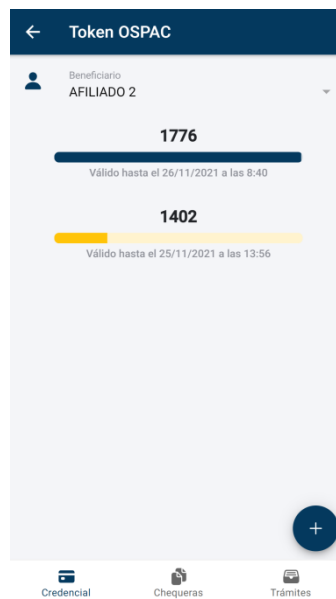 Token OSPAC
Beneficiario
AFILIADO 2
1776
Válido hasta el 26/11/2021 a las 8:40
1402
Válido hasta el 25/11/2021 a las 13:56
Credencial
Chequeras
Trámites